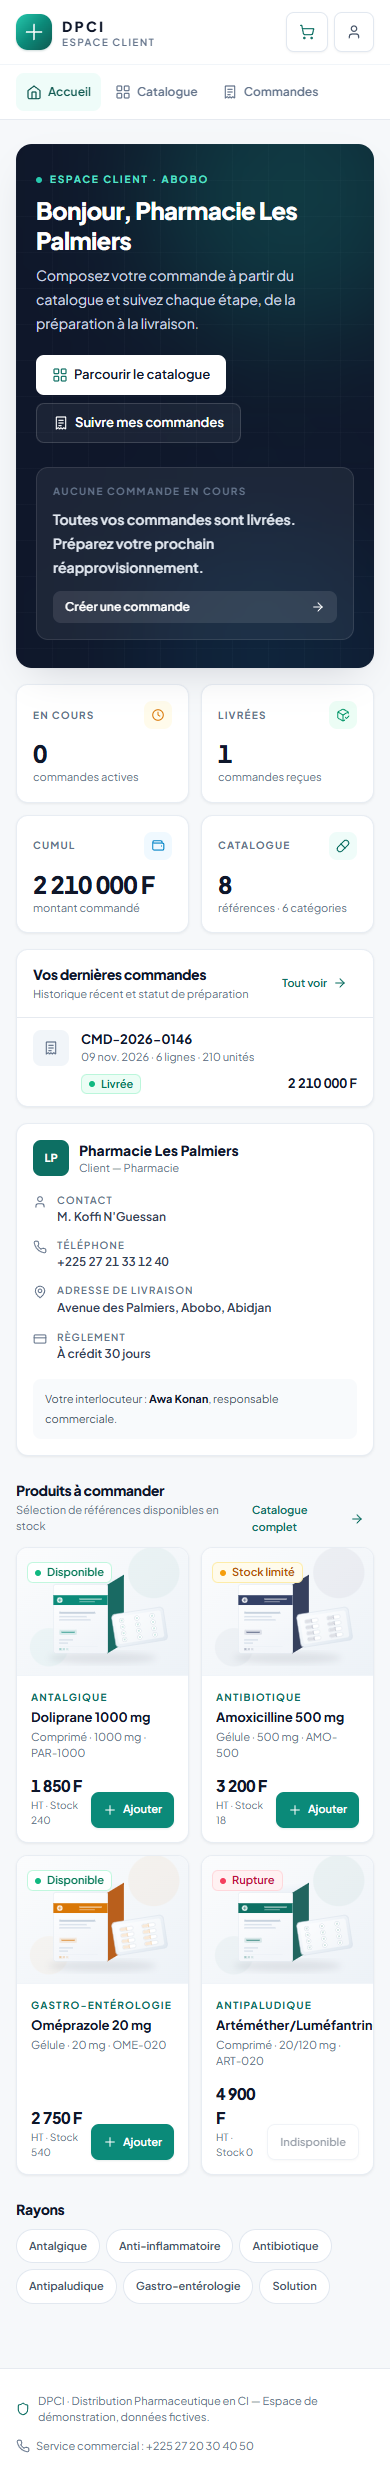 DPCI
ESPACE CLIENT
Accueil
Catalogue
Commandes
ESPACE CLIENT · ABOBO
Bonjour, Pharmacie Les
Palmiers
Composez votre commande à partir du
catalogue et suivez chaque étape, de la
préparation à la livraison.
Parcourir le catalogue
Suivre mes commandes
AUCUNE COMMANDE EN COURS
Toutes vos commandes sont livrées.
Préparez votre prochain
réapprovisionnement.
Créer une commande
EN COURS
0
commandes actives
LIVRÉES
1
commandes reçues
CUMUL
2 210 000 F
montant commandé
CATALOGUE
8
références · 6 catégories
Vos dernières commandes
Historique récent et statut de préparation
Tout voir
CMD-2026-0146
09 nov. 2026 · 6 lignes · 210 unités
Livrée
2 210 000 F
LP
Pharmacie Les Palmiers
Client — Pharmacie
CONTACT
M. Koffi N'Guessan
TÉLÉPHONE
+225 27 21 33 12 40
ADRESSE DE LIVRAISON
Avenue des Palmiers, Abobo, Abidjan
RÈGLEMENT
À crédit 30 jours
Votre interlocuteur : Awa Konan, responsable
commerciale.
Produits à commander
Sélection de références disponibles en
stock
Catalogue
complet
Disponible
ANTALGIQUE
Doliprane 1000 mg
Comprimé · 1000 mg ·
PAR-1000
1 850 F
HT · Stock
240
Ajouter
Stock limité
ANTIBIOTIQUE
Amoxicilline 500 mg
Gélule · 500 mg · AMO-
500
3 200 F
HT · Stock
18
Ajouter
Disponible
GASTRO-ENTÉROLOGIE
Oméprazole 20 mg
Gélule · 20 mg · OME-020
2 750 F
HT · Stock
540
Ajouter
Rupture
ANTIPALUDIQUE
Artéméther/Luméfantrin
Comprimé · 20/120 mg ·
ART-020
4 900
F
HT ·
Stock 0
Indisponible
Rayons
Antalgique
Anti-inflammatoire
Antibiotique
Antipaludique
Gastro-entérologie
Solution
DPCI · Distribution Pharmaceutique en CI — Espace de
démonstration, données fictives.
Service commercial : +225 27 20 30 40 50